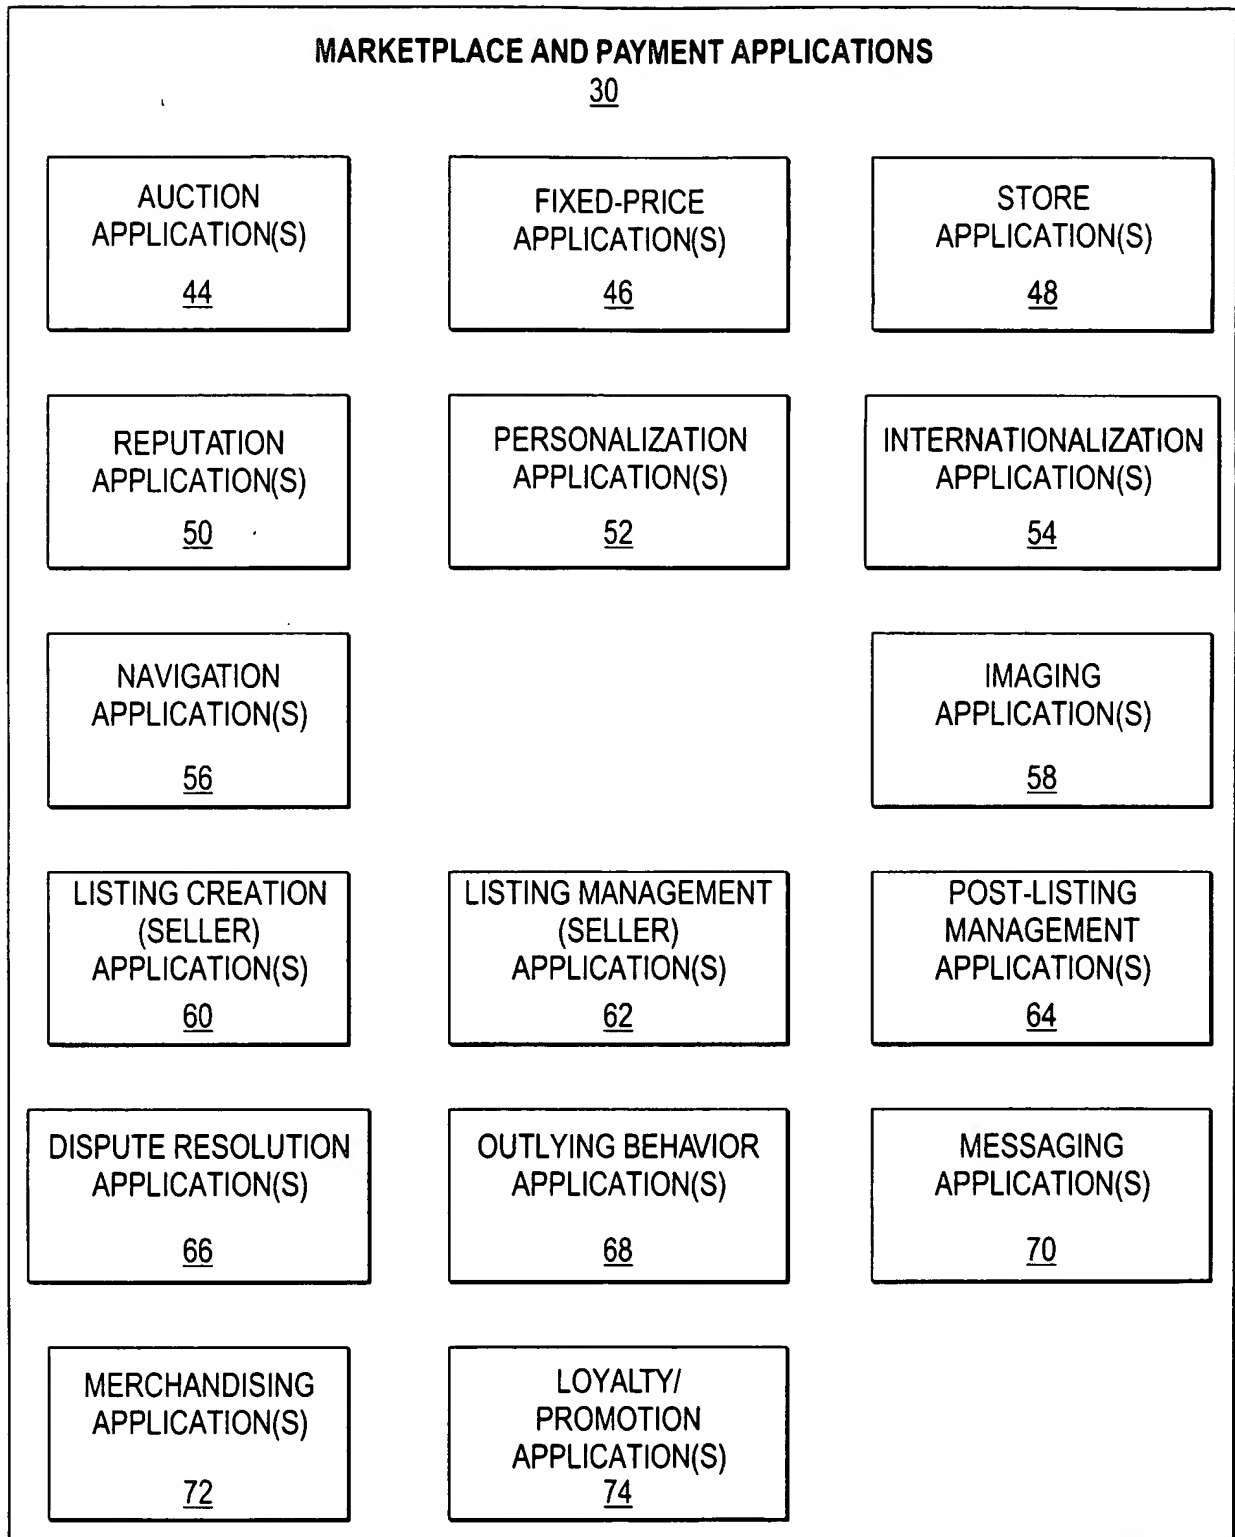 MARKETPLACE AND PAYMENT APPLICATIONS
30
AUCTION
APPLICATION(S)
44
FIXED-PRICE
APPLICATION(S)
46
STORE
APPLICATION(S)
48
REPUTATION
APPLICATION(S)
50
PERSONALIZATION
APPLICATION(S)
52
INTERNATIONALIZATION
APPLICATION(S)
54
NAVIGATION
APPLICATION(S)
56
IMAGING
APPLICATION(S)
58
LISTING CREATION
(SELLER)
APPLICATION(S)
60
LISTING MANAGEMENT
(SELLER)
APPLICATION(S)
62
POST-LISTING
MANAGEMENT
APPLICATION(S)
64
DISPUTE RESOLUTION
APPLICATION(S)
66
OUTLYING BEHAVIOR
APPLICATION(S)
68
MESSAGING
APPLICATION(S)
70
MERCHANDISING
APPLICATION(S)
72
LOYALTY/
PROMOTION
APPLICATION(S)
74